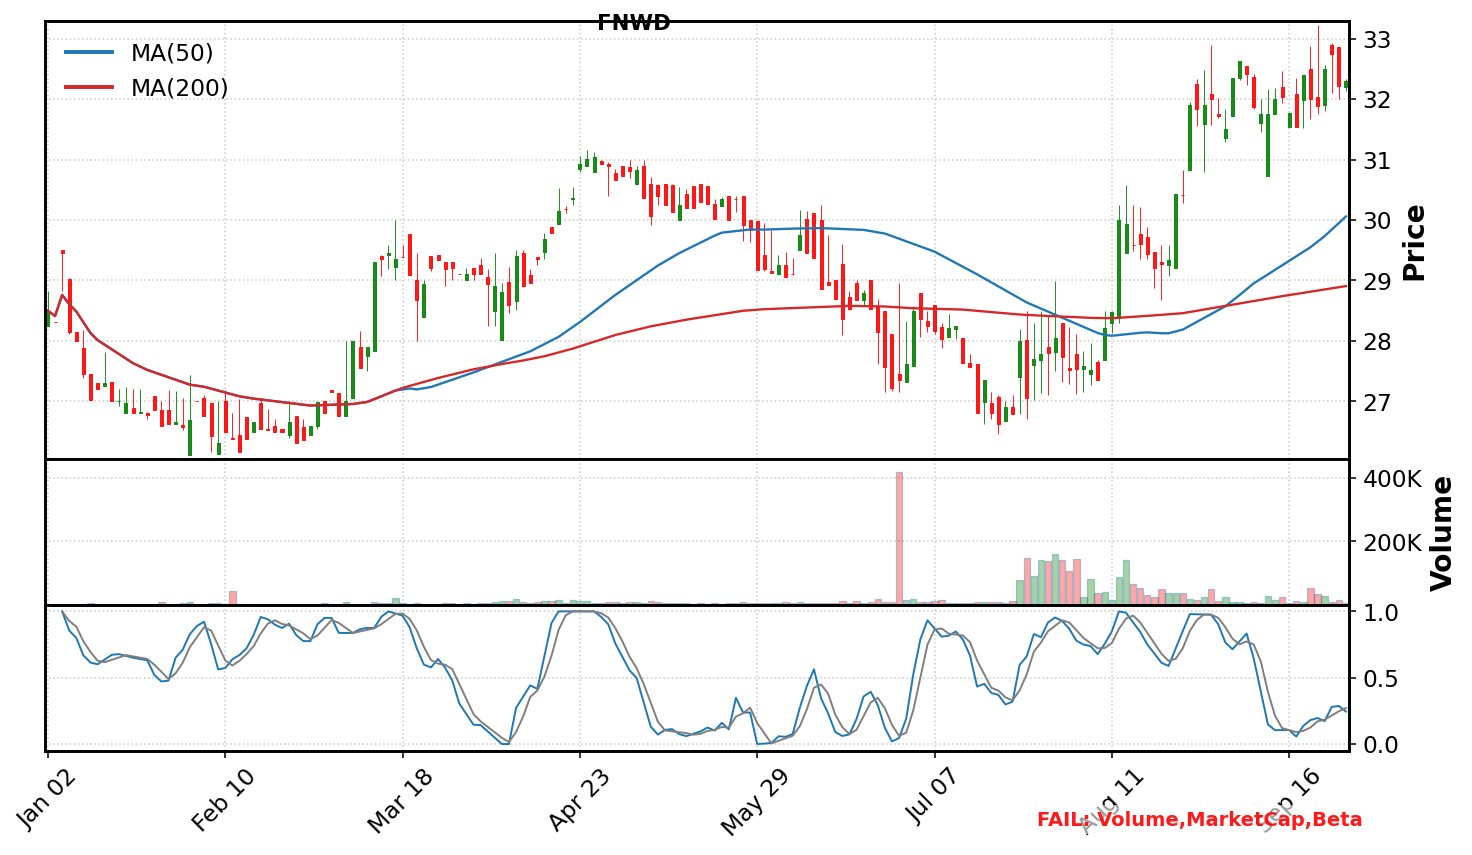 FNWD
MA(50)
MA(200)
33
32
31
30
29
28
27
Price
400K
200K
Volume
1.0
0.5
0.0
Jan 02
Feb 10
Mar 18
Apr 23
May 29
Jul 07
Aug 11
Sep 16
FAIL: Volume,MarketCap,Beta